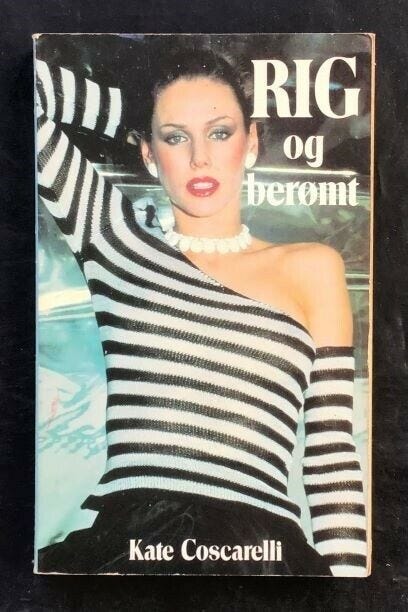 RIG
og
berømt
Kate Coscarelli